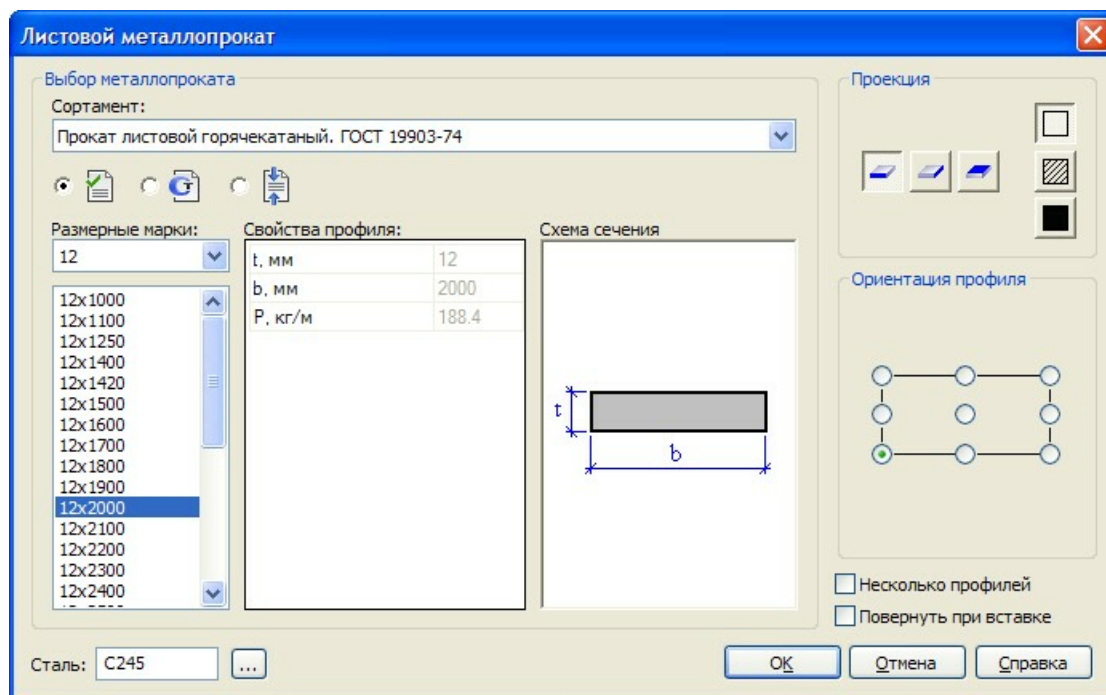 Листовой металлопрокат
Выбор металлопроката
Сортамент:
Прокат листовой горячекатаный. ГОСТ 19903-74
Размерные марки:
12
12x1000
12x1100
12x1250
12x1400
12x1420
12x1500
12x1600
12x1700
12x1800
12x1900
12x2000
12x2100
12x2200
12x2300
12x2400
Свойства профиля:
t, мм 12
b, мм 2000
P, кг/м 188.4
Схема сечения
t
b
Проекция
Ориентация профиля
Несколько профилей
Повернуть при вставке
Сталь: C245 ...
OK Отмена Справка